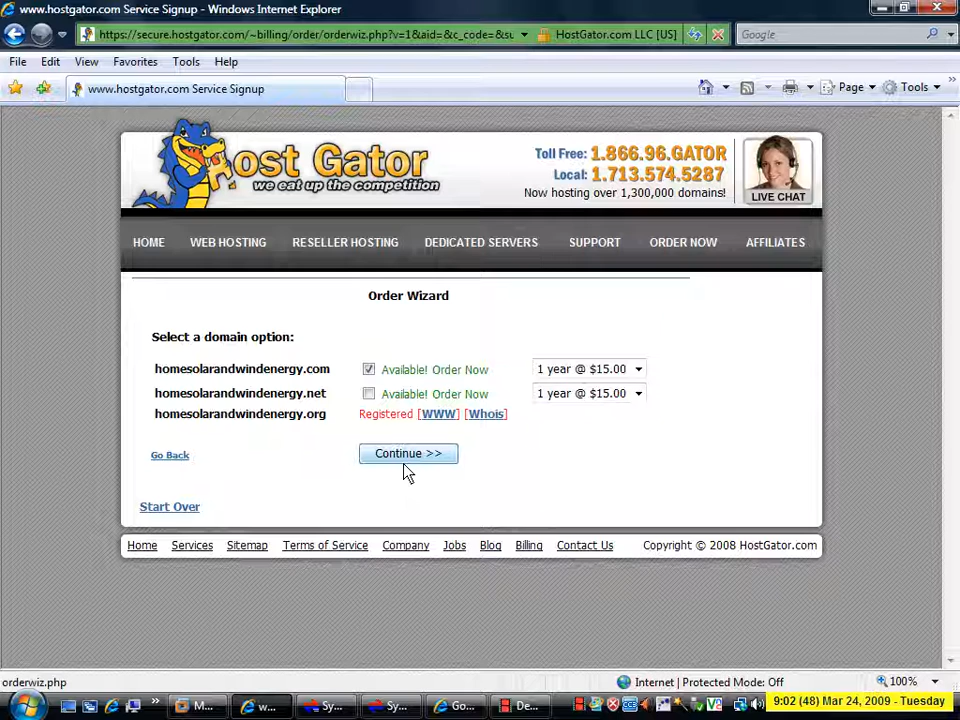 www.hostgator.com Service Signup - Windows Internet Explorer
https://secure.hostgator.com/~billing/order/orderwiz.php?v=1&aid=&c_code=&su
HostGator.com LLC [US]
Google
File Edit View Favorites Tools Help
www.hostgator.com Service Signup
Page Tools
Host Gator
we eat up the competition
Toll Free: 1.866.96.GATOR
Local: 1.713.574.5287
Now hosting over 1,300,000 domains!
LIVE CHAT
HOME WEB HOSTING RESELLER HOSTING DEDICATED SERVERS SUPPORT ORDER NOW AFFILIATES
Order Wizard
Select a domain option:
homesolarandwindenergy.com Available! Order Now 1 year @ $15.00
homesolarandwindenergy.net Available! Order Now 1 year @ $15.00
homesolarandwindenergy.org Registered [WWW] [Whois]
Go Back Continue >>
Start Over
Home Services Sitemap Terms of Service Company Jobs Blog Billing Contact Us Copyright © 2008 HostGator.com
orderwiz.php Internet | Protected Mode: Off 100%
M... w... Sy... Sy... Go... De... 9:02 (48) Mar 24, 2009 - Tuesday